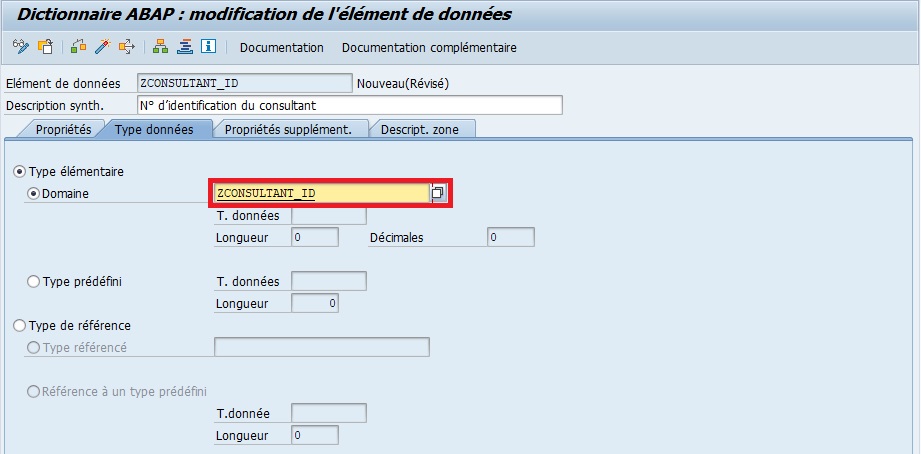 Dictionnaire ABAP : modification de l'élément de données
Documentation Documentation complémentaire
Elément de données ZCONSULTANT_ID Nouveau(Révisé)
Description synth. N° d'identification du consultant
Propriétés Type données Propriétés supplément. Descript. zone
Type élémentaire
Domaine ZCONSULTANT_ID
T. données
Longueur 0 Décimales 0
Type prédéfini T. données
Longueur 0
Type de référence
Type référencé
Référence à un type prédéfini
T.donnée
Longueur 0